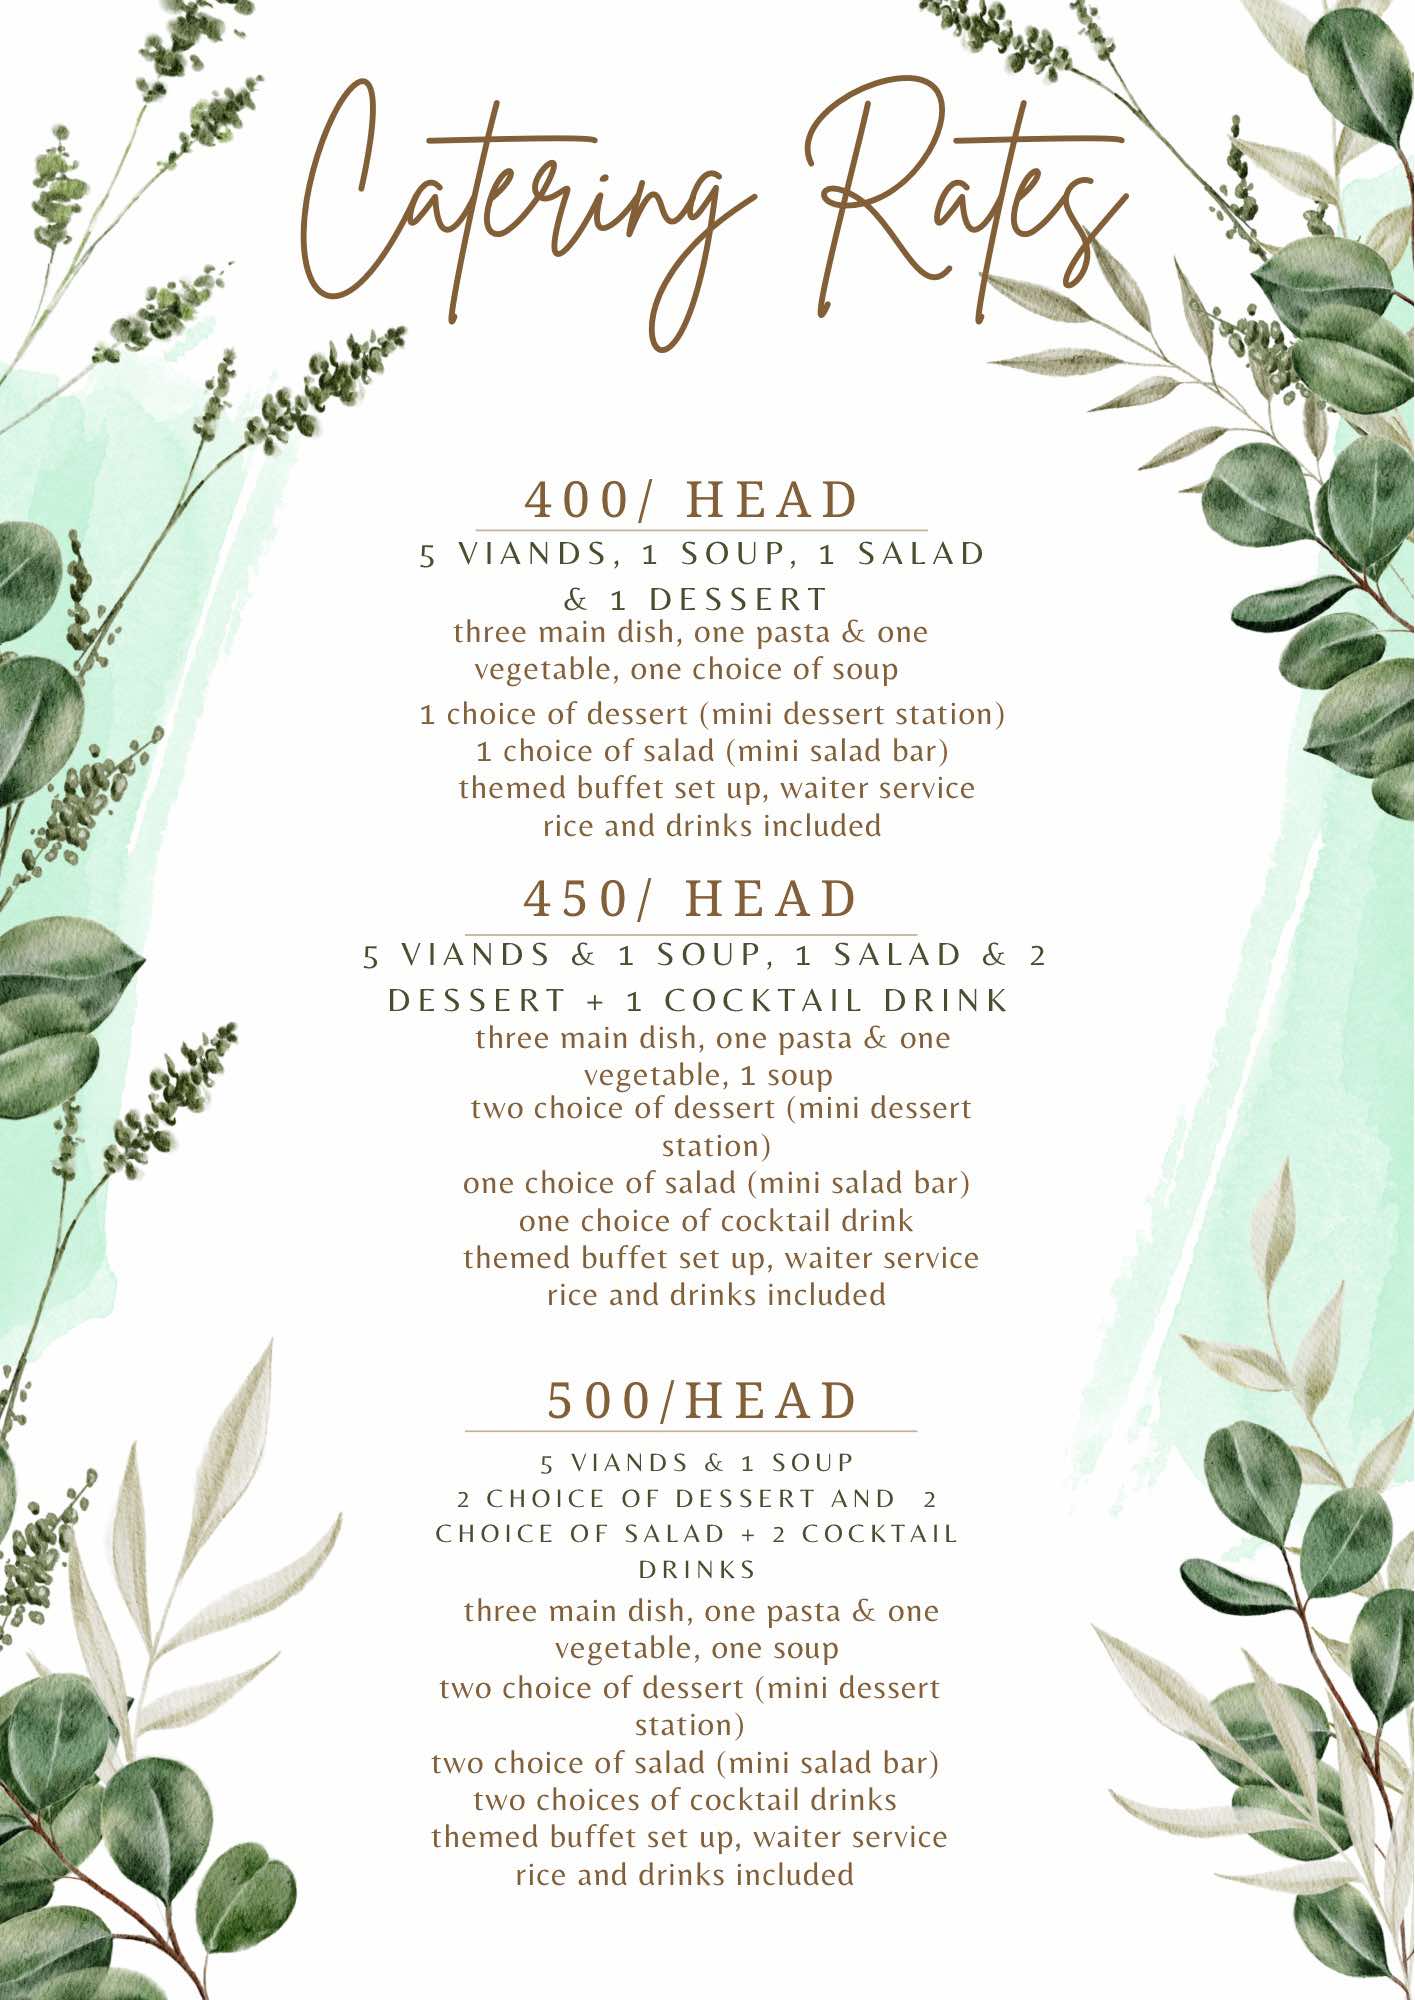 Catering Rates
400/ HEAD
5 VIANDS, 1 SOUP, 1 SALAD
& 1 DESSERT
three main dish, one pasta & one
vegetable, one choice of soup
1 choice of dessert (mini dessert station)
1 choice of salad (mini salad bar)
themed buffet set up, waiter service
rice and drinks included
450/ HEAD
5 VIANDS & 1 SOUP, 1 SALAD & 2
DESSERT + 1 COCKTAIL DRINK
three main dish, one pasta & one
vegetable, 1 soup
two choice of dessert (mini dessert
station)
one choice of salad (mini salad bar)
one choice of cocktail drink
themed buffet set up, waiter service
rice and drinks included
500/HEAD
5 VIANDS & 1 SOUP
2 CHOICE OF DESSERT AND 2
CHOICE OF SALAD + 2 COCKTAIL
DRINKS
three main dish, one pasta & one
vegetable, one soup
two choice of dessert (mini dessert
station)
two choice of salad (mini salad bar)
two choices of cocktail drinks
themed buffet set up, waiter service
rice and drinks included